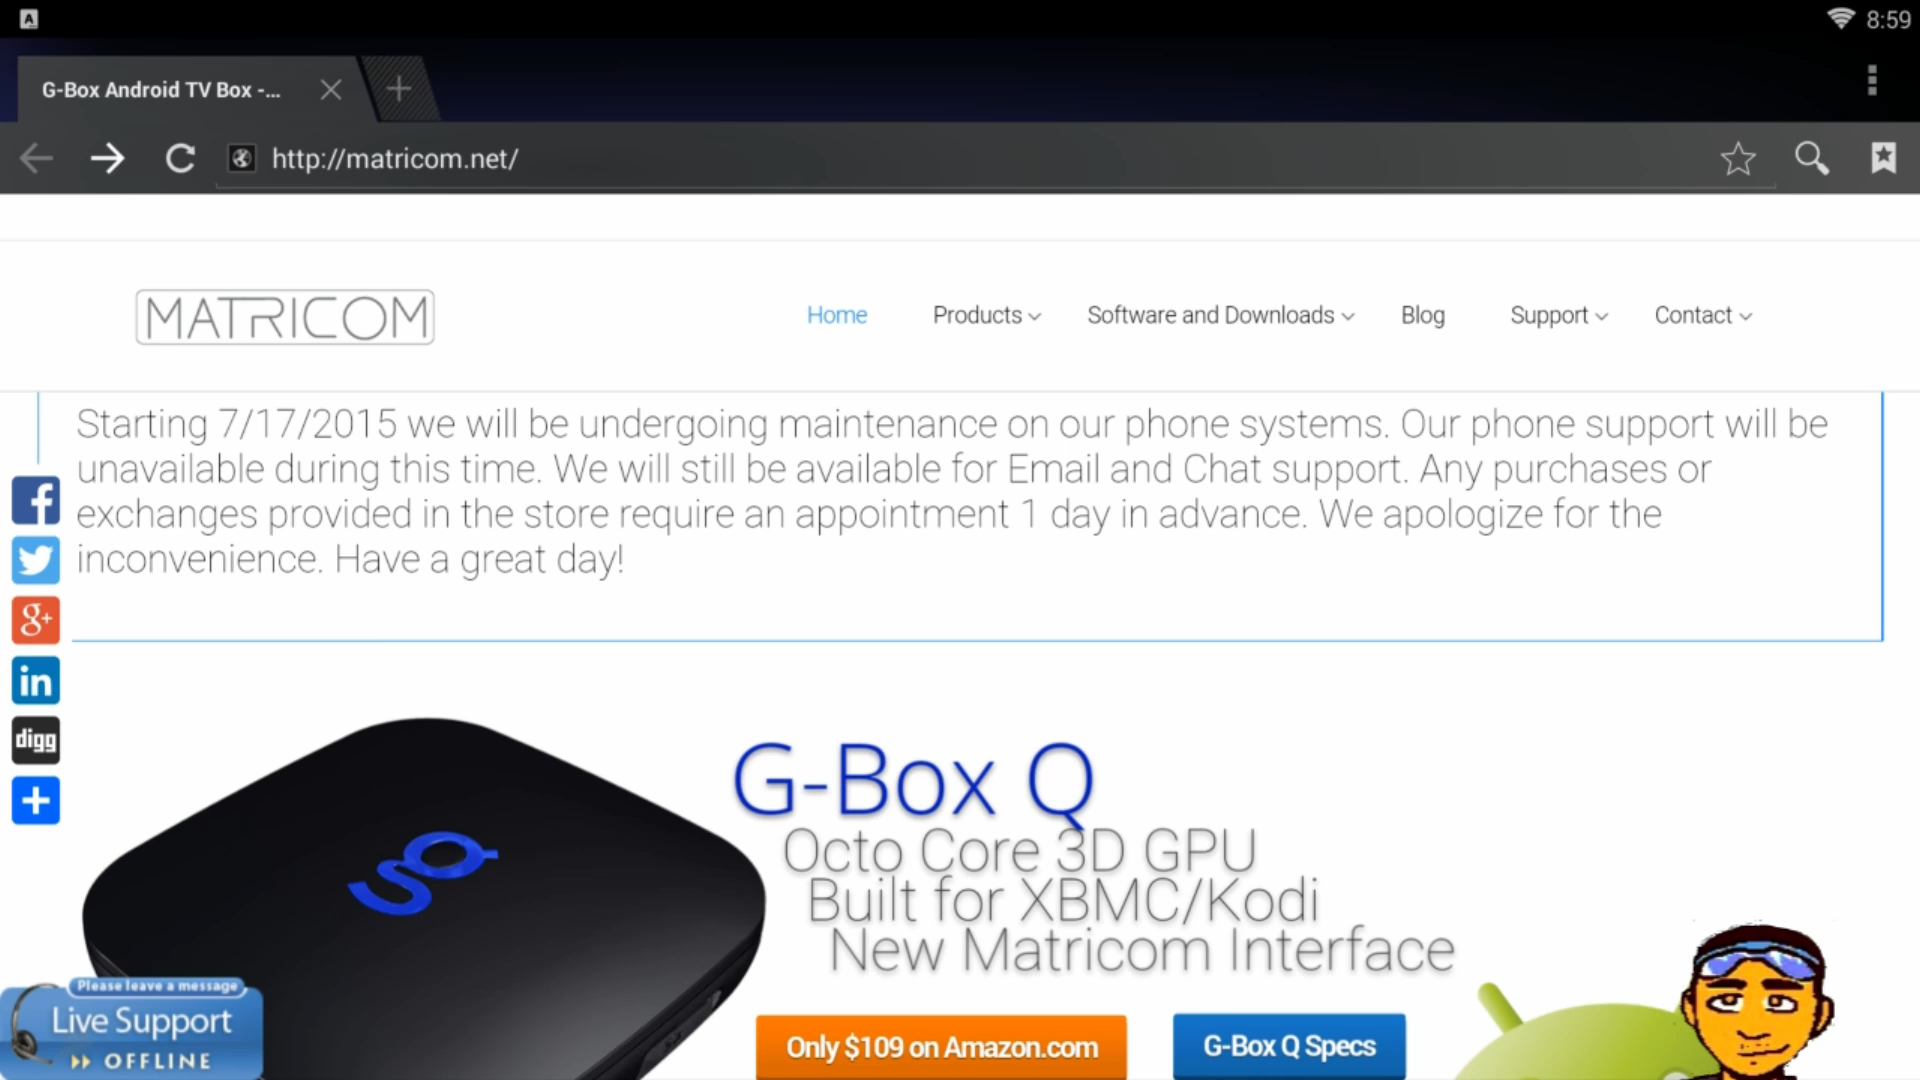 8:59
G-Box Android TV Box -...
http://matricom.net/
MATRICOM
Home
Products
Software and Downloads
Blog
Support
Contact
Starting 7/17/2015 we will be undergoing maintenance on our phone systems. Our phone support will be
unavailable during this time. We will still be available for Email and Chat support. Any purchases or
exchanges provided in the store require an appointment 1 day in advance. We apologize for the
inconvenience. Have a great day!
f
g+
in
digg
G-Box Q
Octo Core 3D GPU
Built for XBMC/Kodi
New Matricom Interface
Please leave a message
Live Support
OFFLINE
Only $109 on Amazon.com
G-Box Q Specs